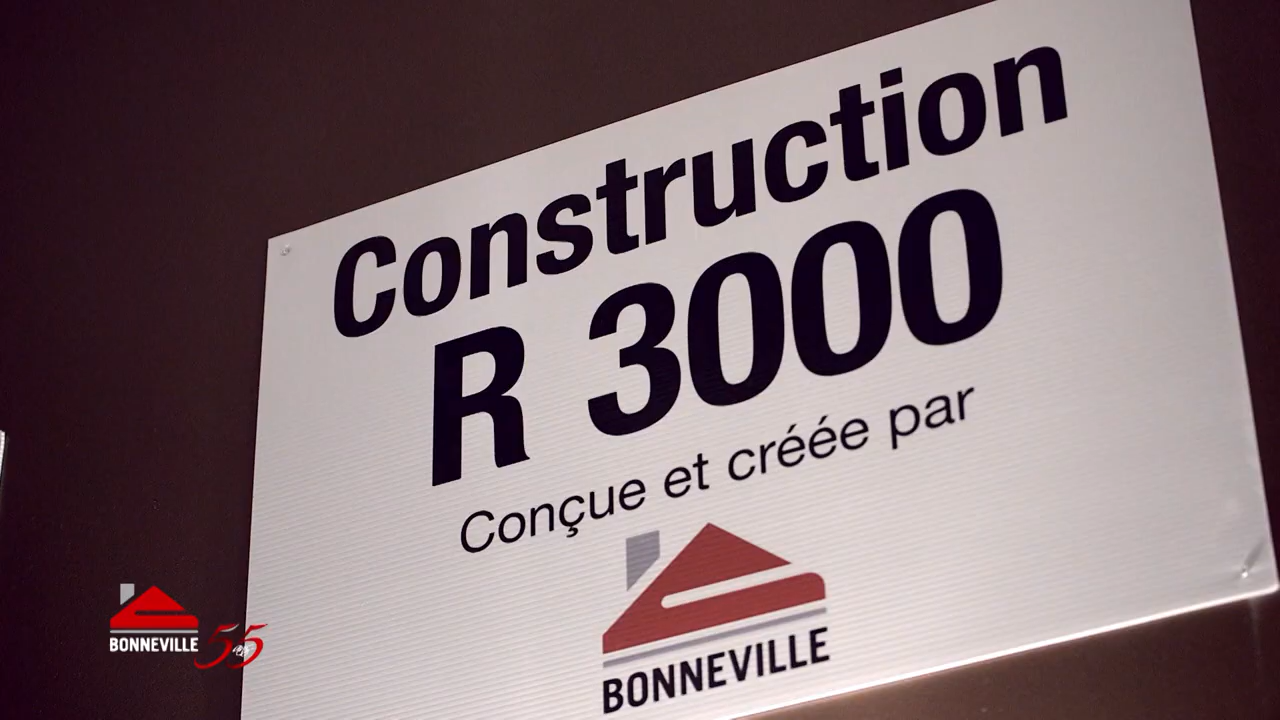 Construction
R 3000
Conçue et créée par
BONNEVILLE
BONNEVILLE 55